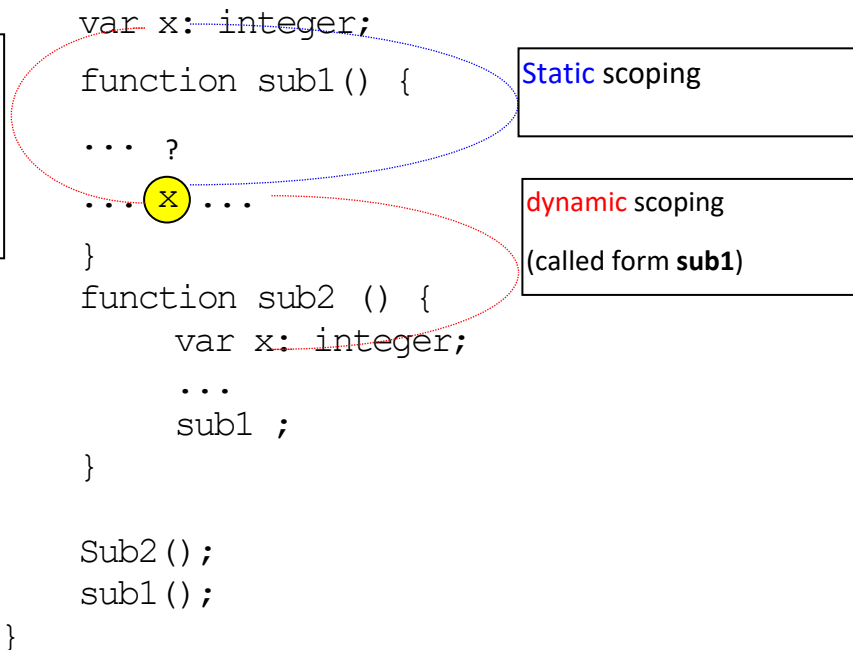 var x: integer;
function sub1() {
... ?
... x ...
}
function sub2 () {
var x: integer;
...
sub1 ;
}
Sub2();
sub1();
}
Static scoping
dynamic scoping
(called form sub1)